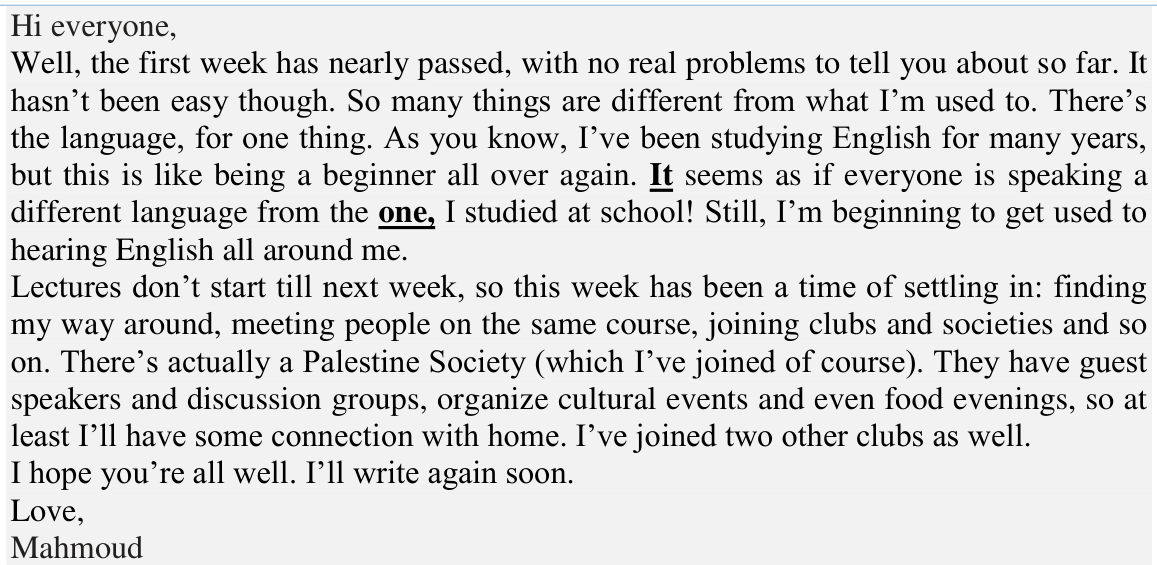 Hi everyone,
Well, the first week has nearly passed, with no real problems to tell you about so far. It
hasn’t been easy though. So many things are different from what I’m used to. There’s
the language, for one thing. As you know, I’ve been studying English for many years,
but this is like being a beginner all over again. It seems as if everyone is speaking a
different language from the one, I studied at school! Still, I’m beginning to get used to
hearing English all around me.
Lectures don’t start till next week, so this week has been a time of settling in: finding
my way around, meeting people on the same course, joining clubs and societies and so
on. There’s actually a Palestine Society (which I’ve joined of course). They have guest
speakers and discussion groups, organize cultural events and even food evenings, so at
least I’ll have some connection with home. I’ve joined two other clubs as well.
I hope you’re all well. I’ll write again soon.
Love,
Mahmoud